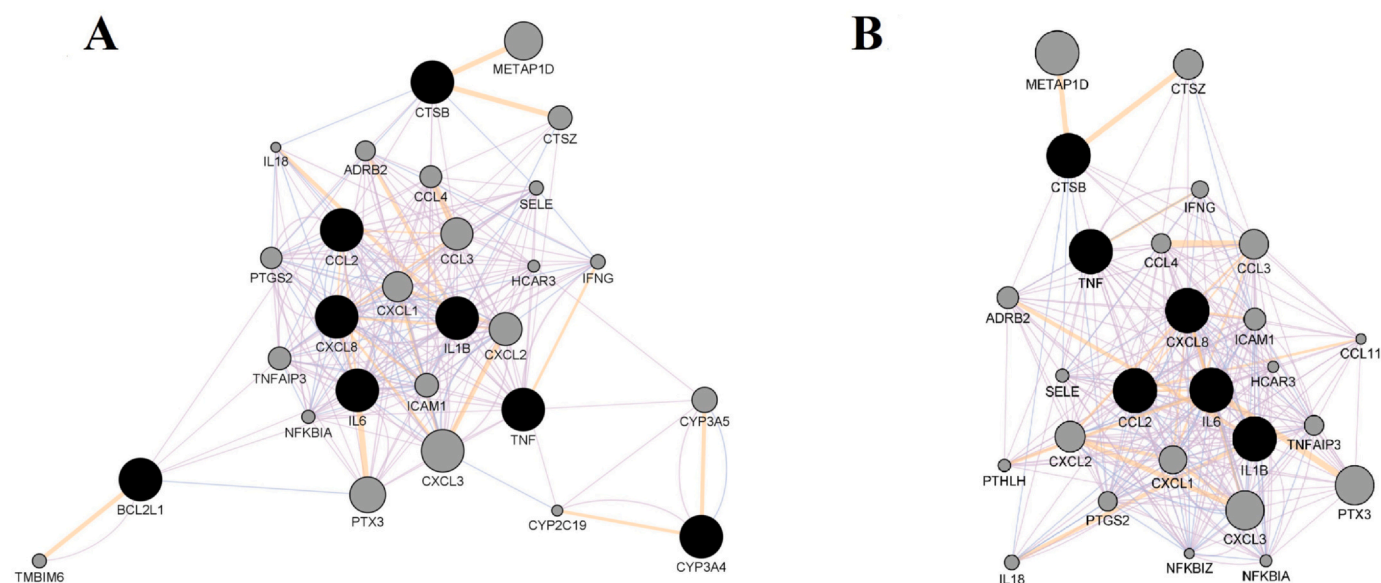 A
METAP1D
CTSB
CTSZ
IL18
ADRB2
CCL4
SELE
CCL2
CCL3
PTGS2
HCAR3
IFNG
CXCL1
CXCL8
IL1B
CXCL2
TNFAIP3
ICAM1
IL6
NFKBIA
TNF
CYP3A5
CXCL3
BCL2L1
PTX3
CYP2C19
CYP3A4
TMBIM6
B
METAP1D
CTSZ
CTSB
IFNG
CCL4
CCL3
TNF
ADRB2
CXCL8
ICAM1
CCL11
HCAR3
SELE
CCL2
IL6
TNFAIP3
CXCL2
IL1B
PTHLH
CXCL1
PTX3
PTGS2
CXCL3
NFKBIZ
IL18
NFKBIA